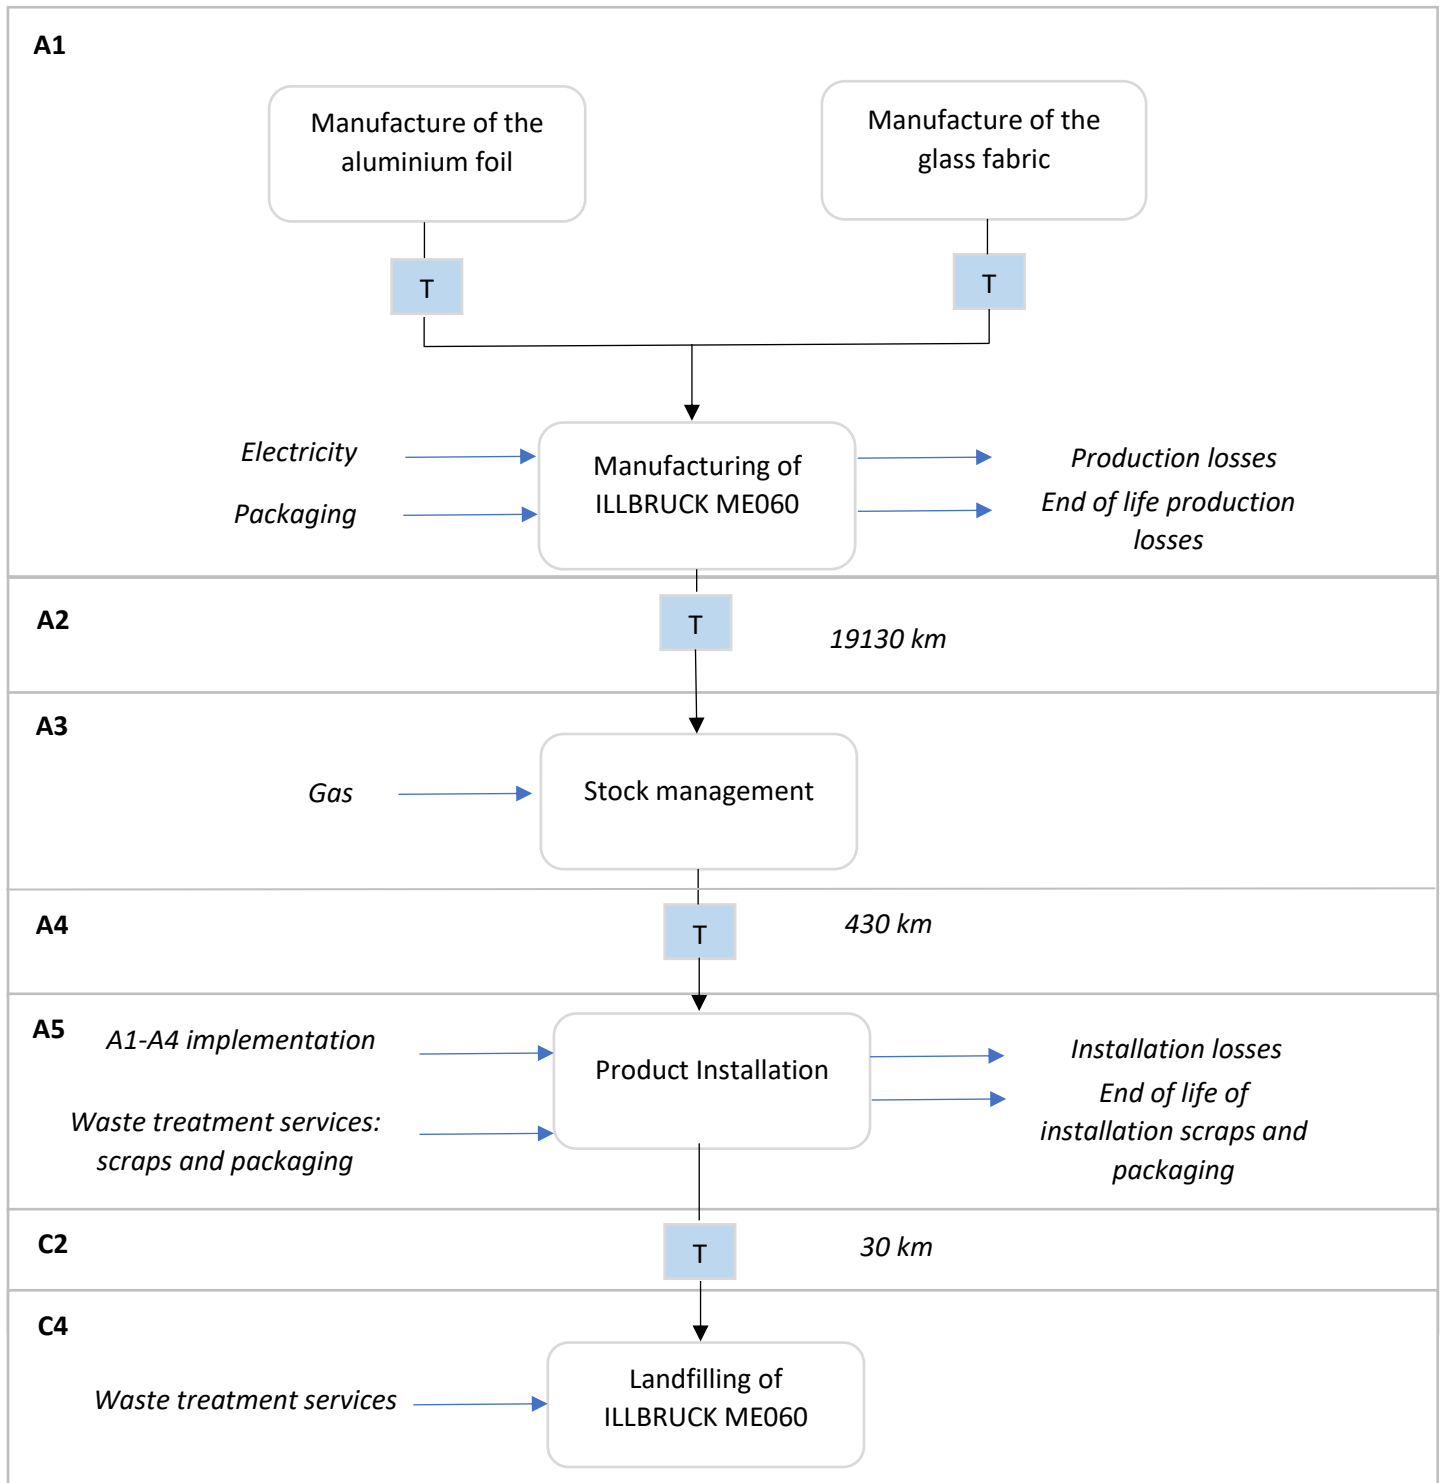 A1
Manufacture of the
aluminium foil
Manufacture of the
glass fabric
T
T
Electricity
Packaging
Manufacturing of
ILLBRUCK ME060
Production losses
End of life production
losses
A2
T
19130 km
A3
Gas
Stock management
A4
T
430 km
A5
A1-A4 implementation
Waste treatment services:
scraps and packaging
Product Installation
Installation losses
End of life of
installation scraps and
packaging
C2
T
30 km
C4
Waste treatment services
Landfilling of
ILLBRUCK ME060